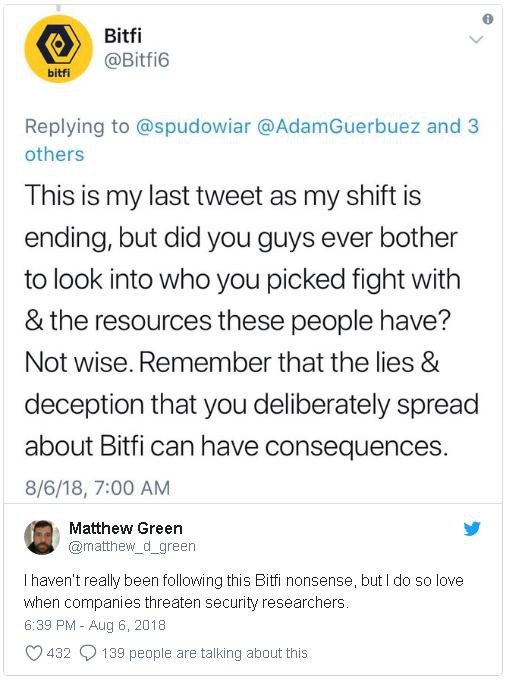 Bitfi
@Bitfi6
bitfi
Replying to @spudowiar @AdamGuerbuez and 3
others
This is my last tweet as my shift is
ending, but did you guys ever bother
to look into who you picked fight with
& the resources these people have?
Not wise. Remember that the lies &
deception that you deliberately spread
about Bitfi can have consequences.
8/6/18, 7:00 AM
Matthew Green
@matthew_d_green
I haven't really been following this Bitfi nonsense, but I do so love
when companies threaten security researchers.
6:39 PM - Aug 6, 2018
432 139 people are talking about this